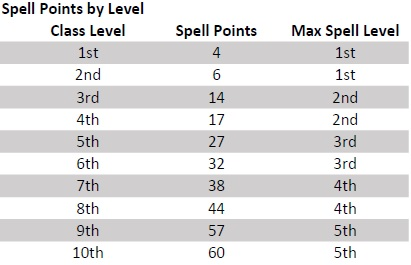 Spell Points by Level
Class Level Spell Points Max Spell Level
1st 4 1st
2nd 6 1st
3rd 14 2nd
4th 17 2nd
5th 27 3rd
6th 32 3rd
7th 38 4th
8th 44 4th
9th 57 5th
10th 60 5th